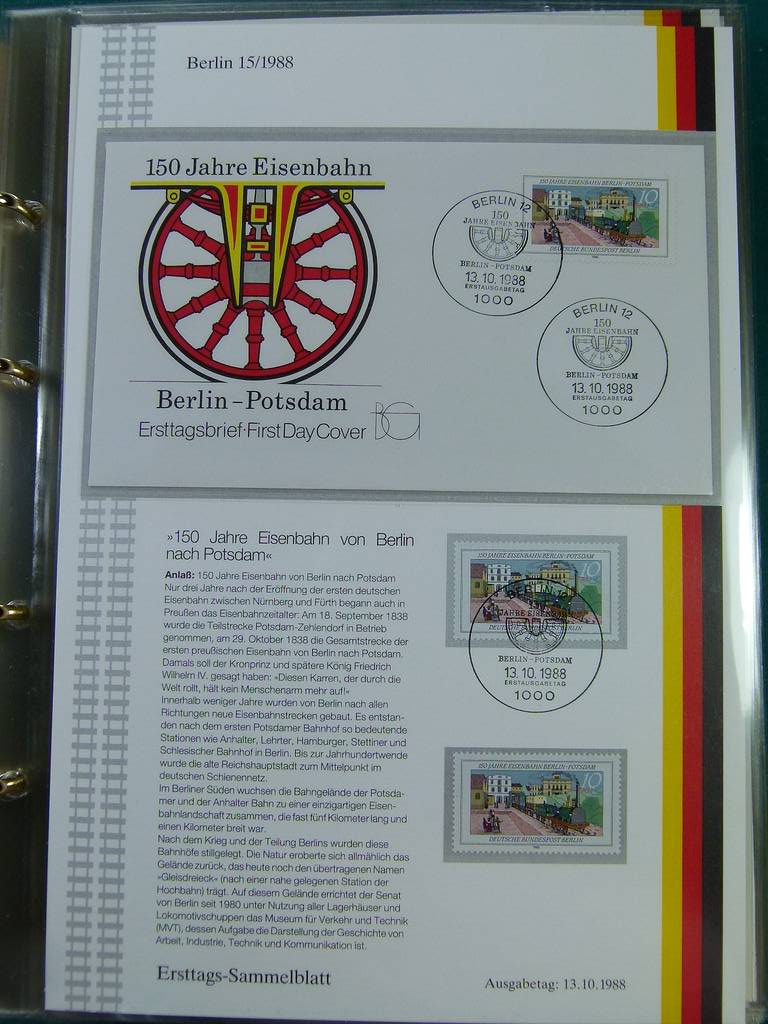 Berlin 15/1988
150 Jahre Eisenbahn
Berlin–Potsdam
Ersttagsbrief·First Day Cover
150 JAHRE EISENBAHN BERLIN-POTSDAM
10
DEUTSCHE BUNDESPOST BERLIN
BERLIN 12
150
JAHRE EISENBAHN
BERLIN-POTSDAM
13.10.1988
ERSTAUSGABETAG
1000
BERLIN 12
150
JAHRE EISENBAHN
BERLIN-POTSDAM
13.10.1988
ERSTAUSGABETAG
1000
»150 Jahre Eisenbahn von Berlin
nach Potsdam«
Anlaß: 150 Jahre Eisenbahn von Berlin nach Potsdam
Nur drei Jahre nach der Eröffnung der ersten deutschen
Eisenbahn zwischen Nürnberg und Fürth begann auch in
Preußen das Eisenbahnzeitalter: Am 18. September 1838
wurde die Teilstrecke Potsdam-Zehlendorf in Betrieb
genommen, am 29. Oktober 1838 die Gesamtstrecke der
ersten preußischen Eisenbahn von Berlin nach Potsdam.
Damals soll der Kronprinz und spätere König Friedrich
Wilhelm IV. gesagt haben: »Diesen Karren, der durch die
Welt rollt, hält kein Menschenarm mehr auf!«
Innerhalb weniger Jahre wurden von Berlin nach allen
Richtungen neue Eisenbahnstrecken gebaut. Es entstan-
den nach dem ersten Potsdamer Bahnhof so bedeutende
Stationen wie Anhalter, Lehrter, Hamburger, Stettiner und
Schlesischer Bahnhof in Berlin. Bis zur Jahrhundertwende
wurde die alte Reichshauptstadt zum Mittelpunkt im
deutschen Schienennetz.
Im Berliner Süden wuchsen die Bahngelände der Potsda-
mer und der Anhalter Bahn zu einer einzigartigen Eisen-
bahnlandschaft zusammen, die fast fünf Kilometer lang und
einen Kilometer breit war.
Nach dem Krieg und der Teilung Berlins wurden diese
Bahnhöfe stillgelegt. Die Natur eroberte sich allmählich das
Gelände zurück, das heute noch den übertragenen Namen
»Gleisdreieck« (nach einer nahe gelegenen Station der
Hochbahn) trägt. Auf diesem Gelände errichtet der Senat
von Berlin seit 1980 unter Nutzung alter Lagerhäuser und
Lokomotivschuppen das Museum für Verkehr und Technik
(MVT), dessen Aufgabe die Darstellung der Geschichte von
Arbeit, Industrie, Technik und Kommunikation ist.
150 JAHRE EISENBAHN BERLIN-POTSDAM
10
BERLIN 12
JAHRE EISENBAHN
BERLIN-POTSDAM
13.10.1988
ERSTAUSGABETAG
1000
150 JAHRE EISENBAHN BERLIN-POTSDAM
10
DEUTSCHE BUNDESPOST BERLIN
Ersttags-Sammelblatt
Ausgabetag: 13.10.1988